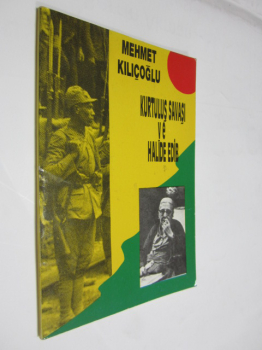 MEHMET
KILIÇOĞLU
KURTULUŞ SAVAŞI
VE
HALİDE EDİB